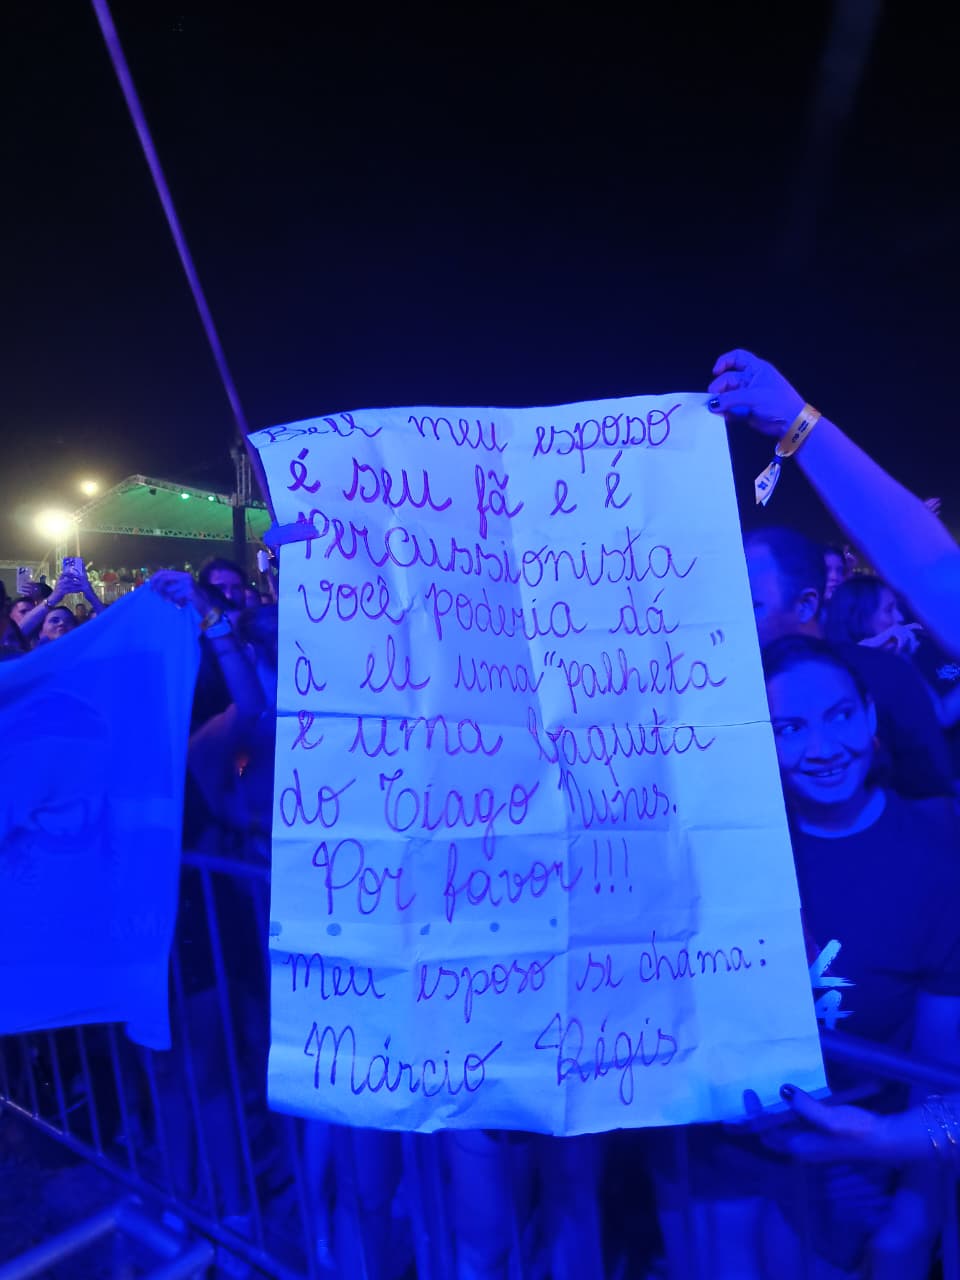 Bell meu esposo
é seu fã e é
Percussionista
você poderia dá
à ele uma "palheta"
e uma baqueta
do Tiago Nunes.
Por favor!!!
Meu esposo se chama:
Márcio Régis